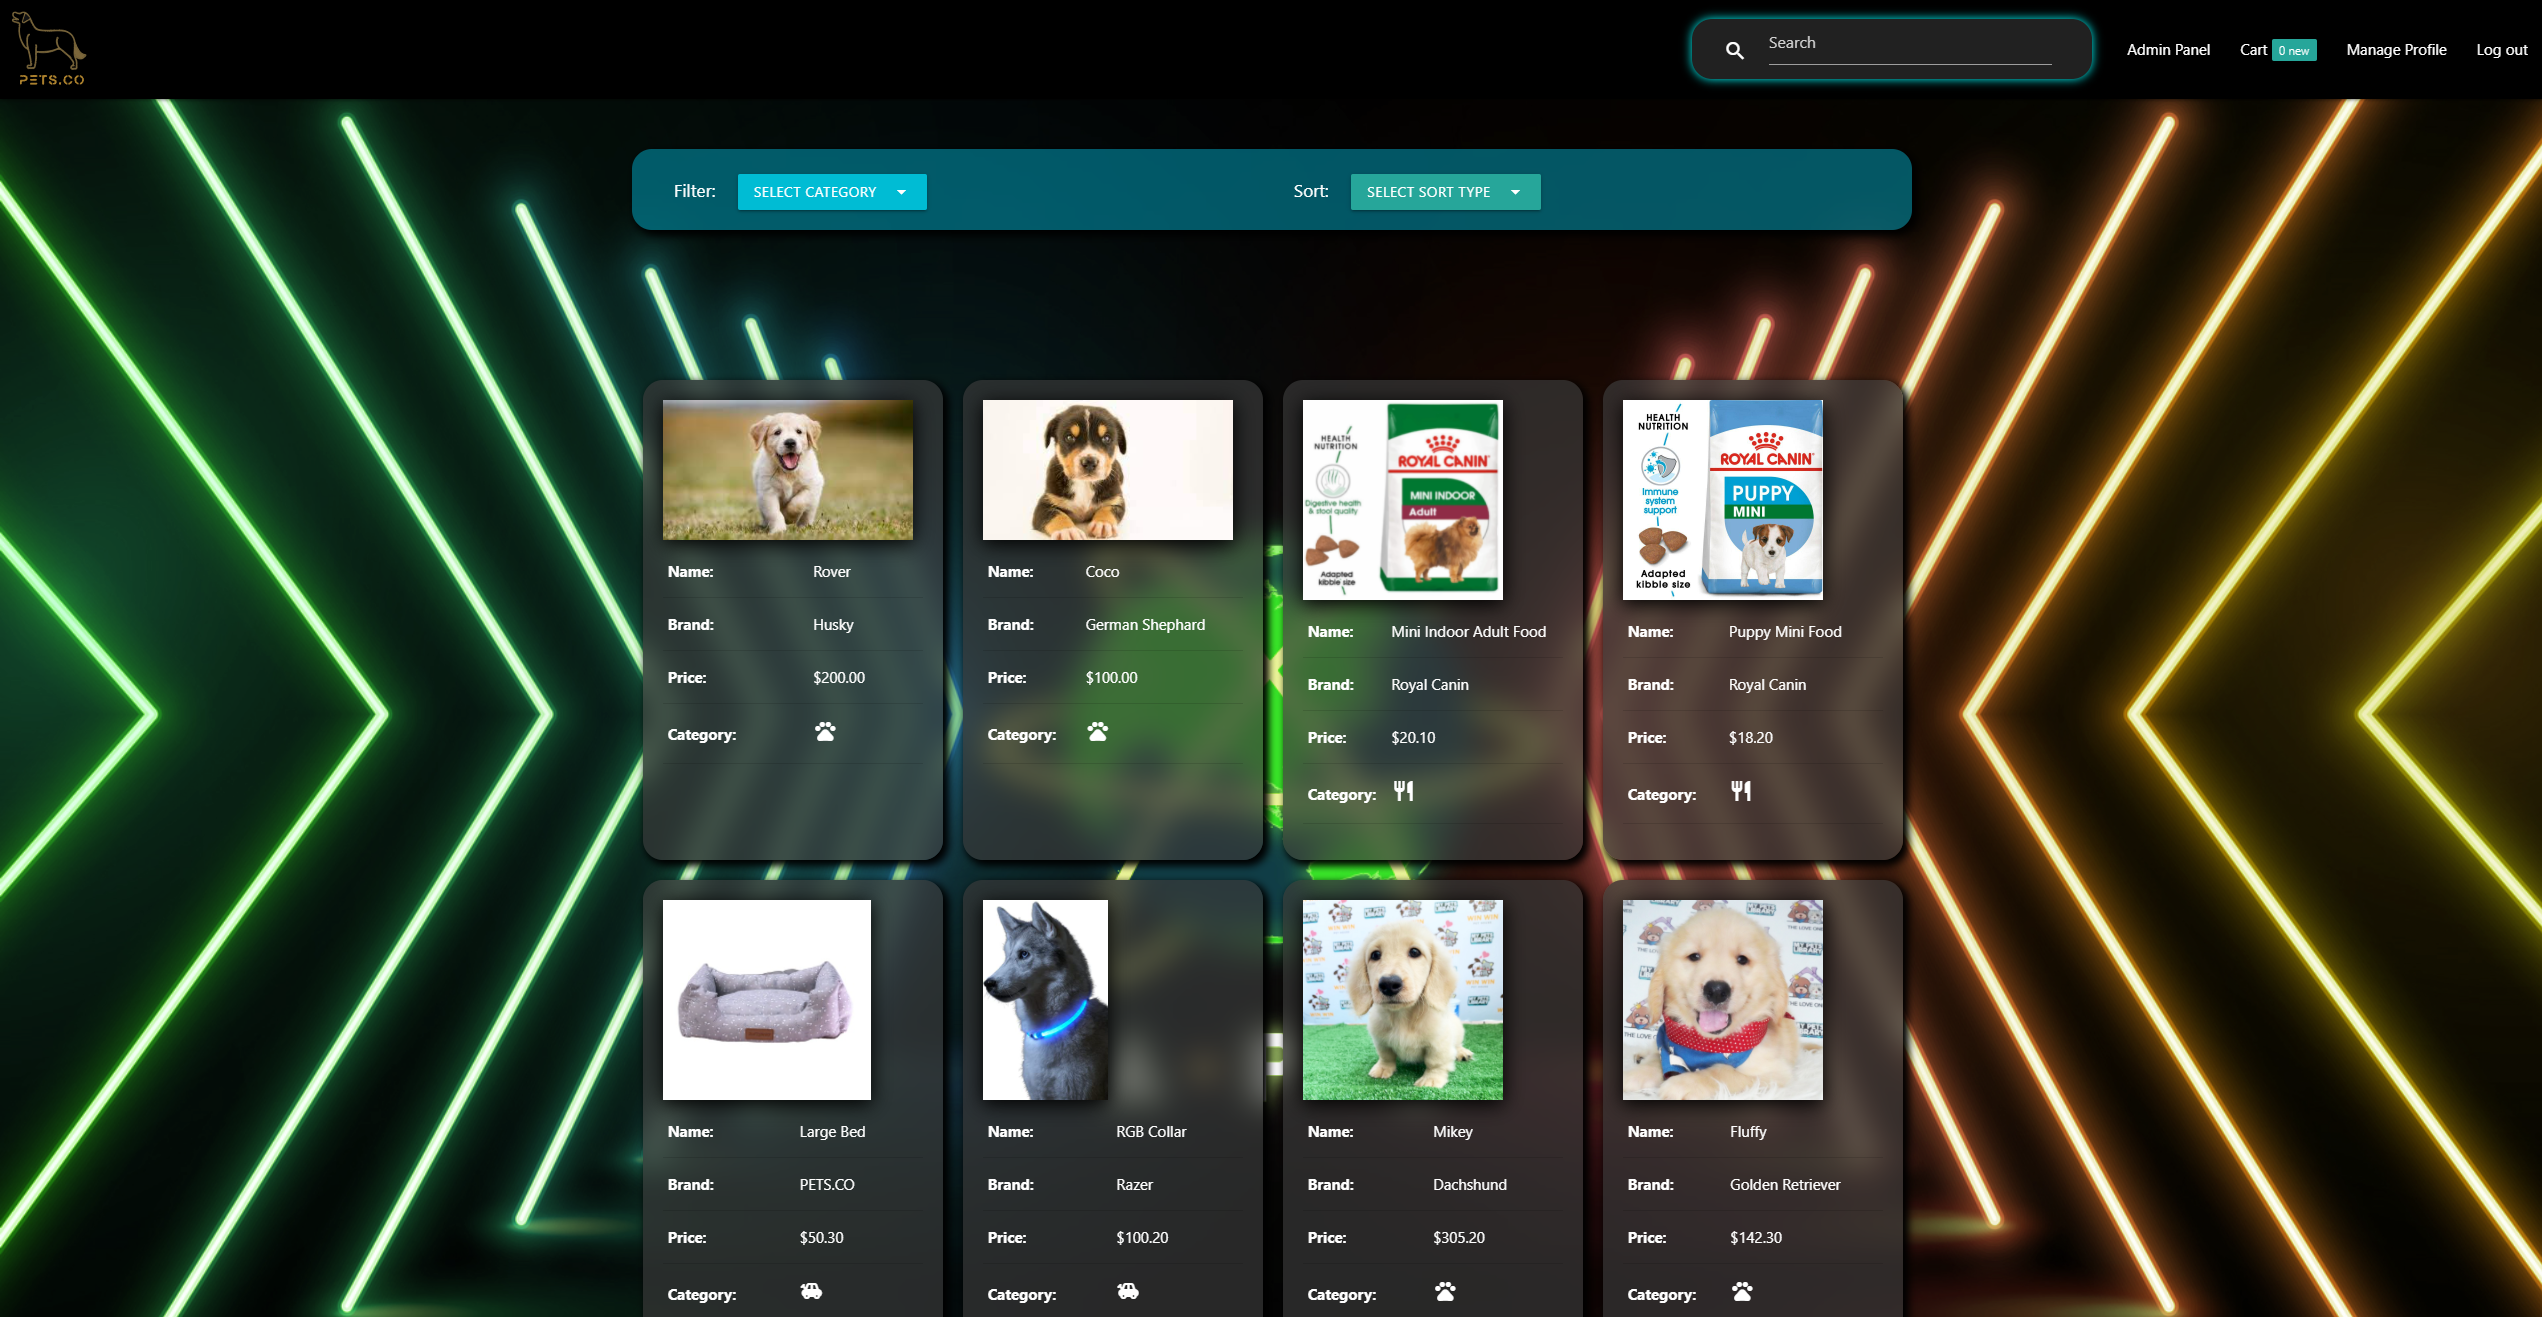 PETS.CO
Search
Admin Panel
Cart 0 new
Manage Profile
Log out
Filter: SELECT CATEGORY
Sort: SELECT SORT TYPE
Name: Rover
Brand: Husky
Price: $200.00
Category:
Name: Coco
Brand: German Shephard
Price: $100.00
Category:
HEALTH
NUTRITION
Digestive health
& stool quality
Adapted
kibble size
ROYAL CANIN
MINI INDOOR
Adult
Name: Mini Indoor Adult Food
Brand: Royal Canin
Price: $20.10
Category:
HEALTH
NUTRITION
Immune
system
support
Adapted
kibble size
ROYAL CANIN
PUPPY
MINI
Name: Puppy Mini Food
Brand: Royal Canin
Price: $18.20
Category:
Name: Large Bed
Brand: PETS.CO
Price: $50.30
Category:
Name: RGB Collar
Brand: Razer
Price: $100.20
Category:
WIN WIN
Name: Mikey
Brand: Dachshund
Price: $305.20
Category:
THE LOVE ONE
Name: Fluffy
Brand: Golden Retriever
Price: $142.30
Category: